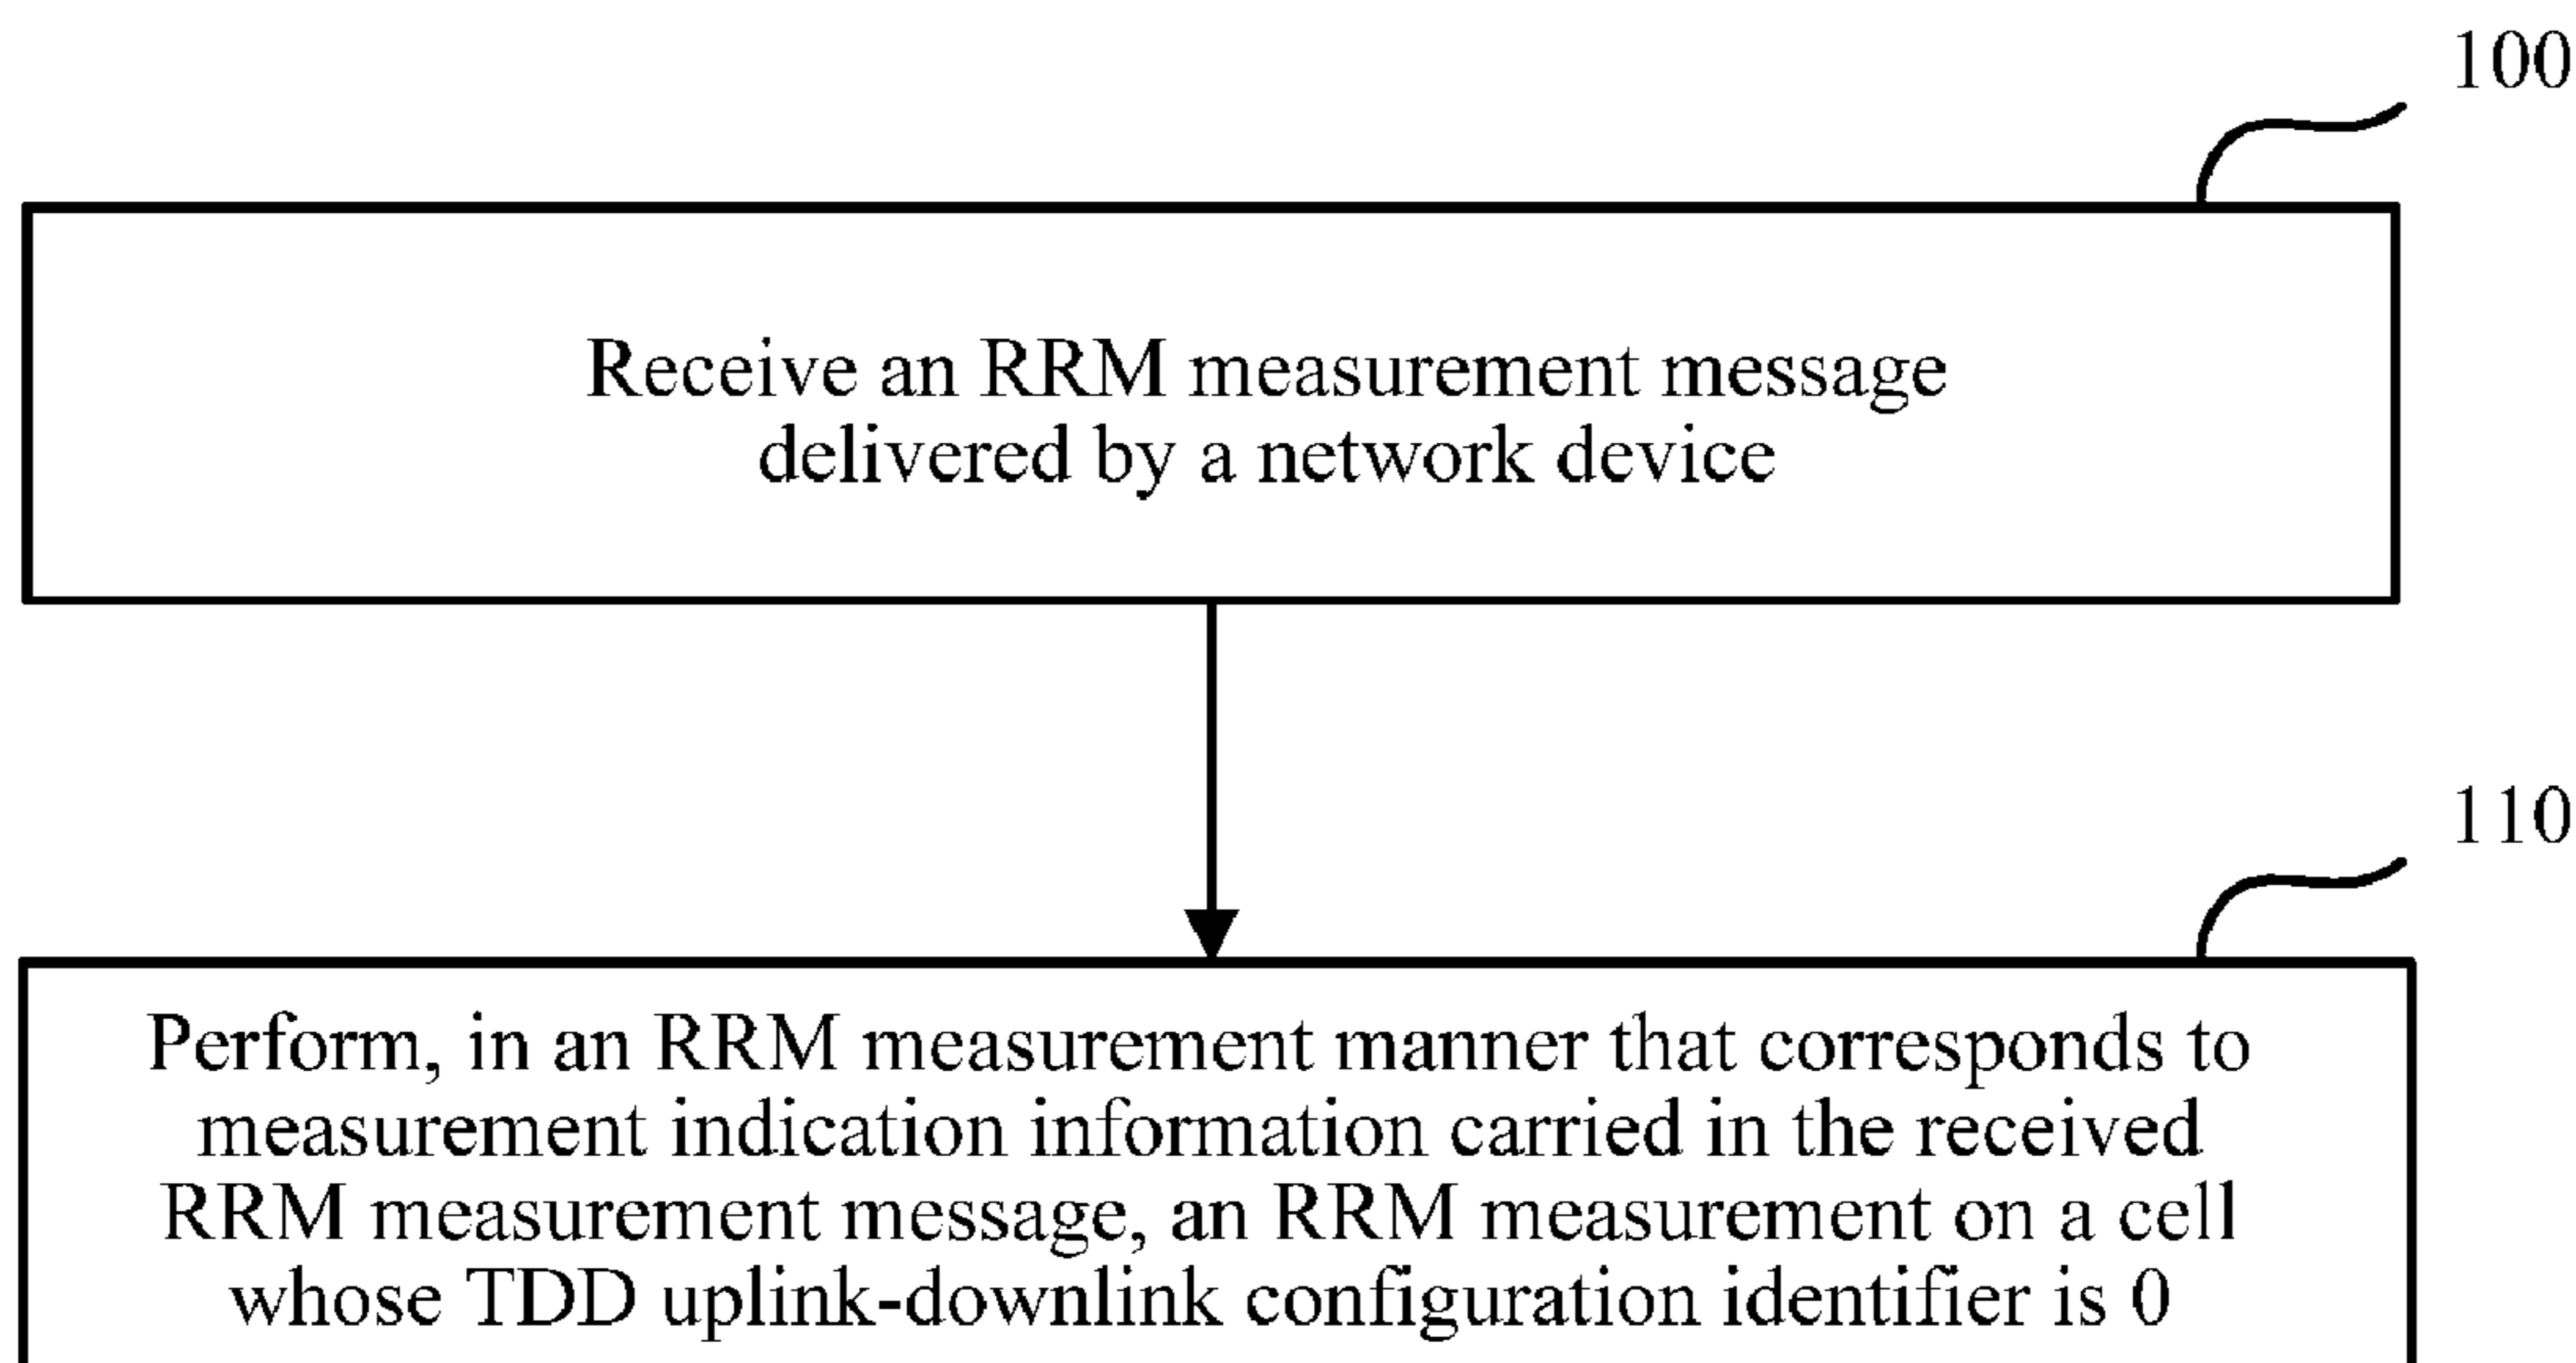 100
Receive an RRM measurement message
delivered by a network device
110
Perform, in an RRM measurement manner that corresponds to
measurement indication information carried in the received
RRM measurement message, an RRM measurement on a cell
whose TDD uplink-downlink configuration identifier is 0